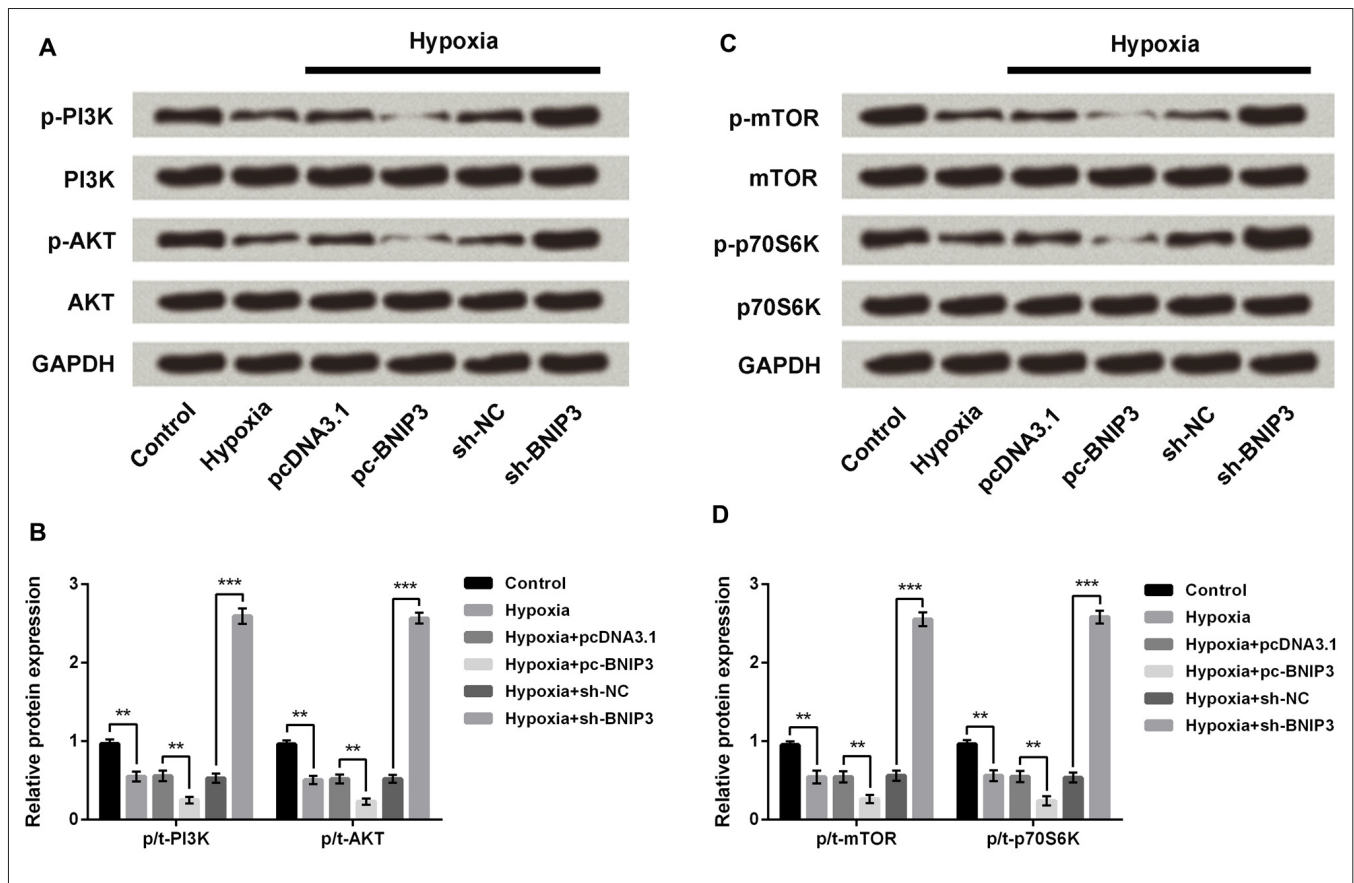 A
Hypoxia
p-PI3K
PI3K
p-AKT
AKT
GAPDH
Control
Hypoxia
pcDNA3.1
pc-BNIP3
sh-NC
sh-BNIP3
C
Hypoxia
p-mTOR
mTOR
p-p70S6K
p70S6K
GAPDH
Control
Hypoxia
pcDNA3.1
pc-BNIP3
sh-NC
sh-BNIP3
B
Relative protein expression
3
2
1
0
**
**
***
**
**
***
p/t-PI3K
p/t-AKT
Control
Hypoxia
Hypoxia+pcDNA3.1
Hypoxia+pc-BNIP3
Hypoxia+sh-NC
Hypoxia+sh-BNIP3
D
Relative protein expression
3
2
1
0
**
**
***
**
**
***
p/t-mTOR
p/t-p70S6K
Control
Hypoxia
Hypoxia+pcDNA3.1
Hypoxia+pc-BNIP3
Hypoxia+sh-NC
Hypoxia+sh-BNIP3